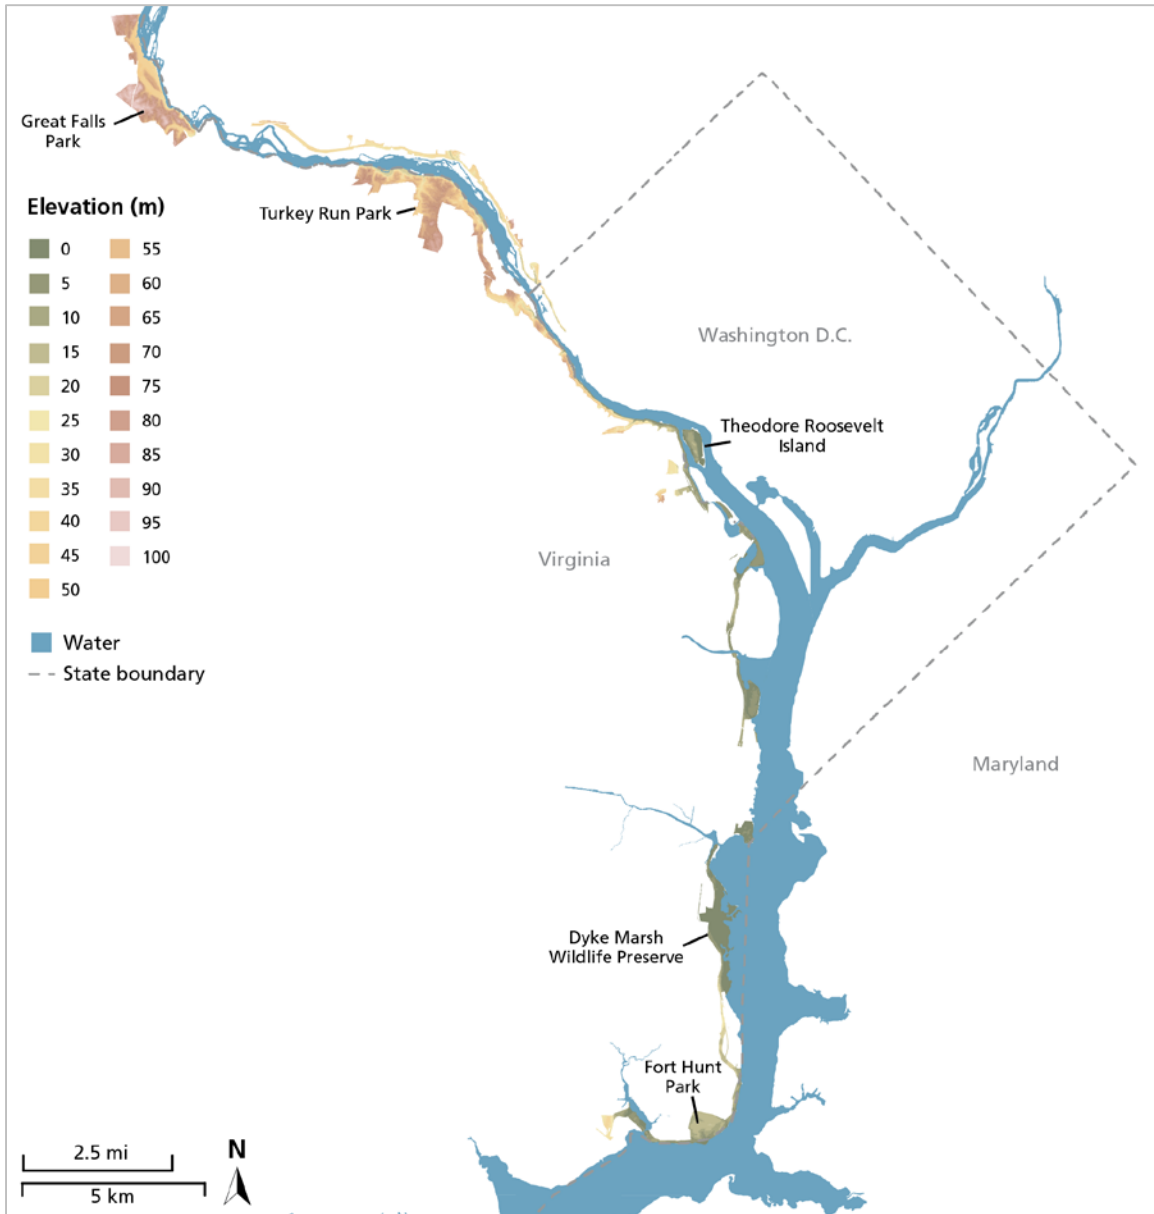 Great Falls
Park
Turkey Run Park
Elevation (m)
0
5
10
15
20
25
30
35
40
45
50
55
60
65
70
75
80
85
90
95
100
Water
State boundary
Washington D.C.
Theodore Roosevelt
Island
Virginia
Maryland
Dyke Marsh
Wildlife Preserve
Fort Hunt
Park
2.5 mi
5 km
N